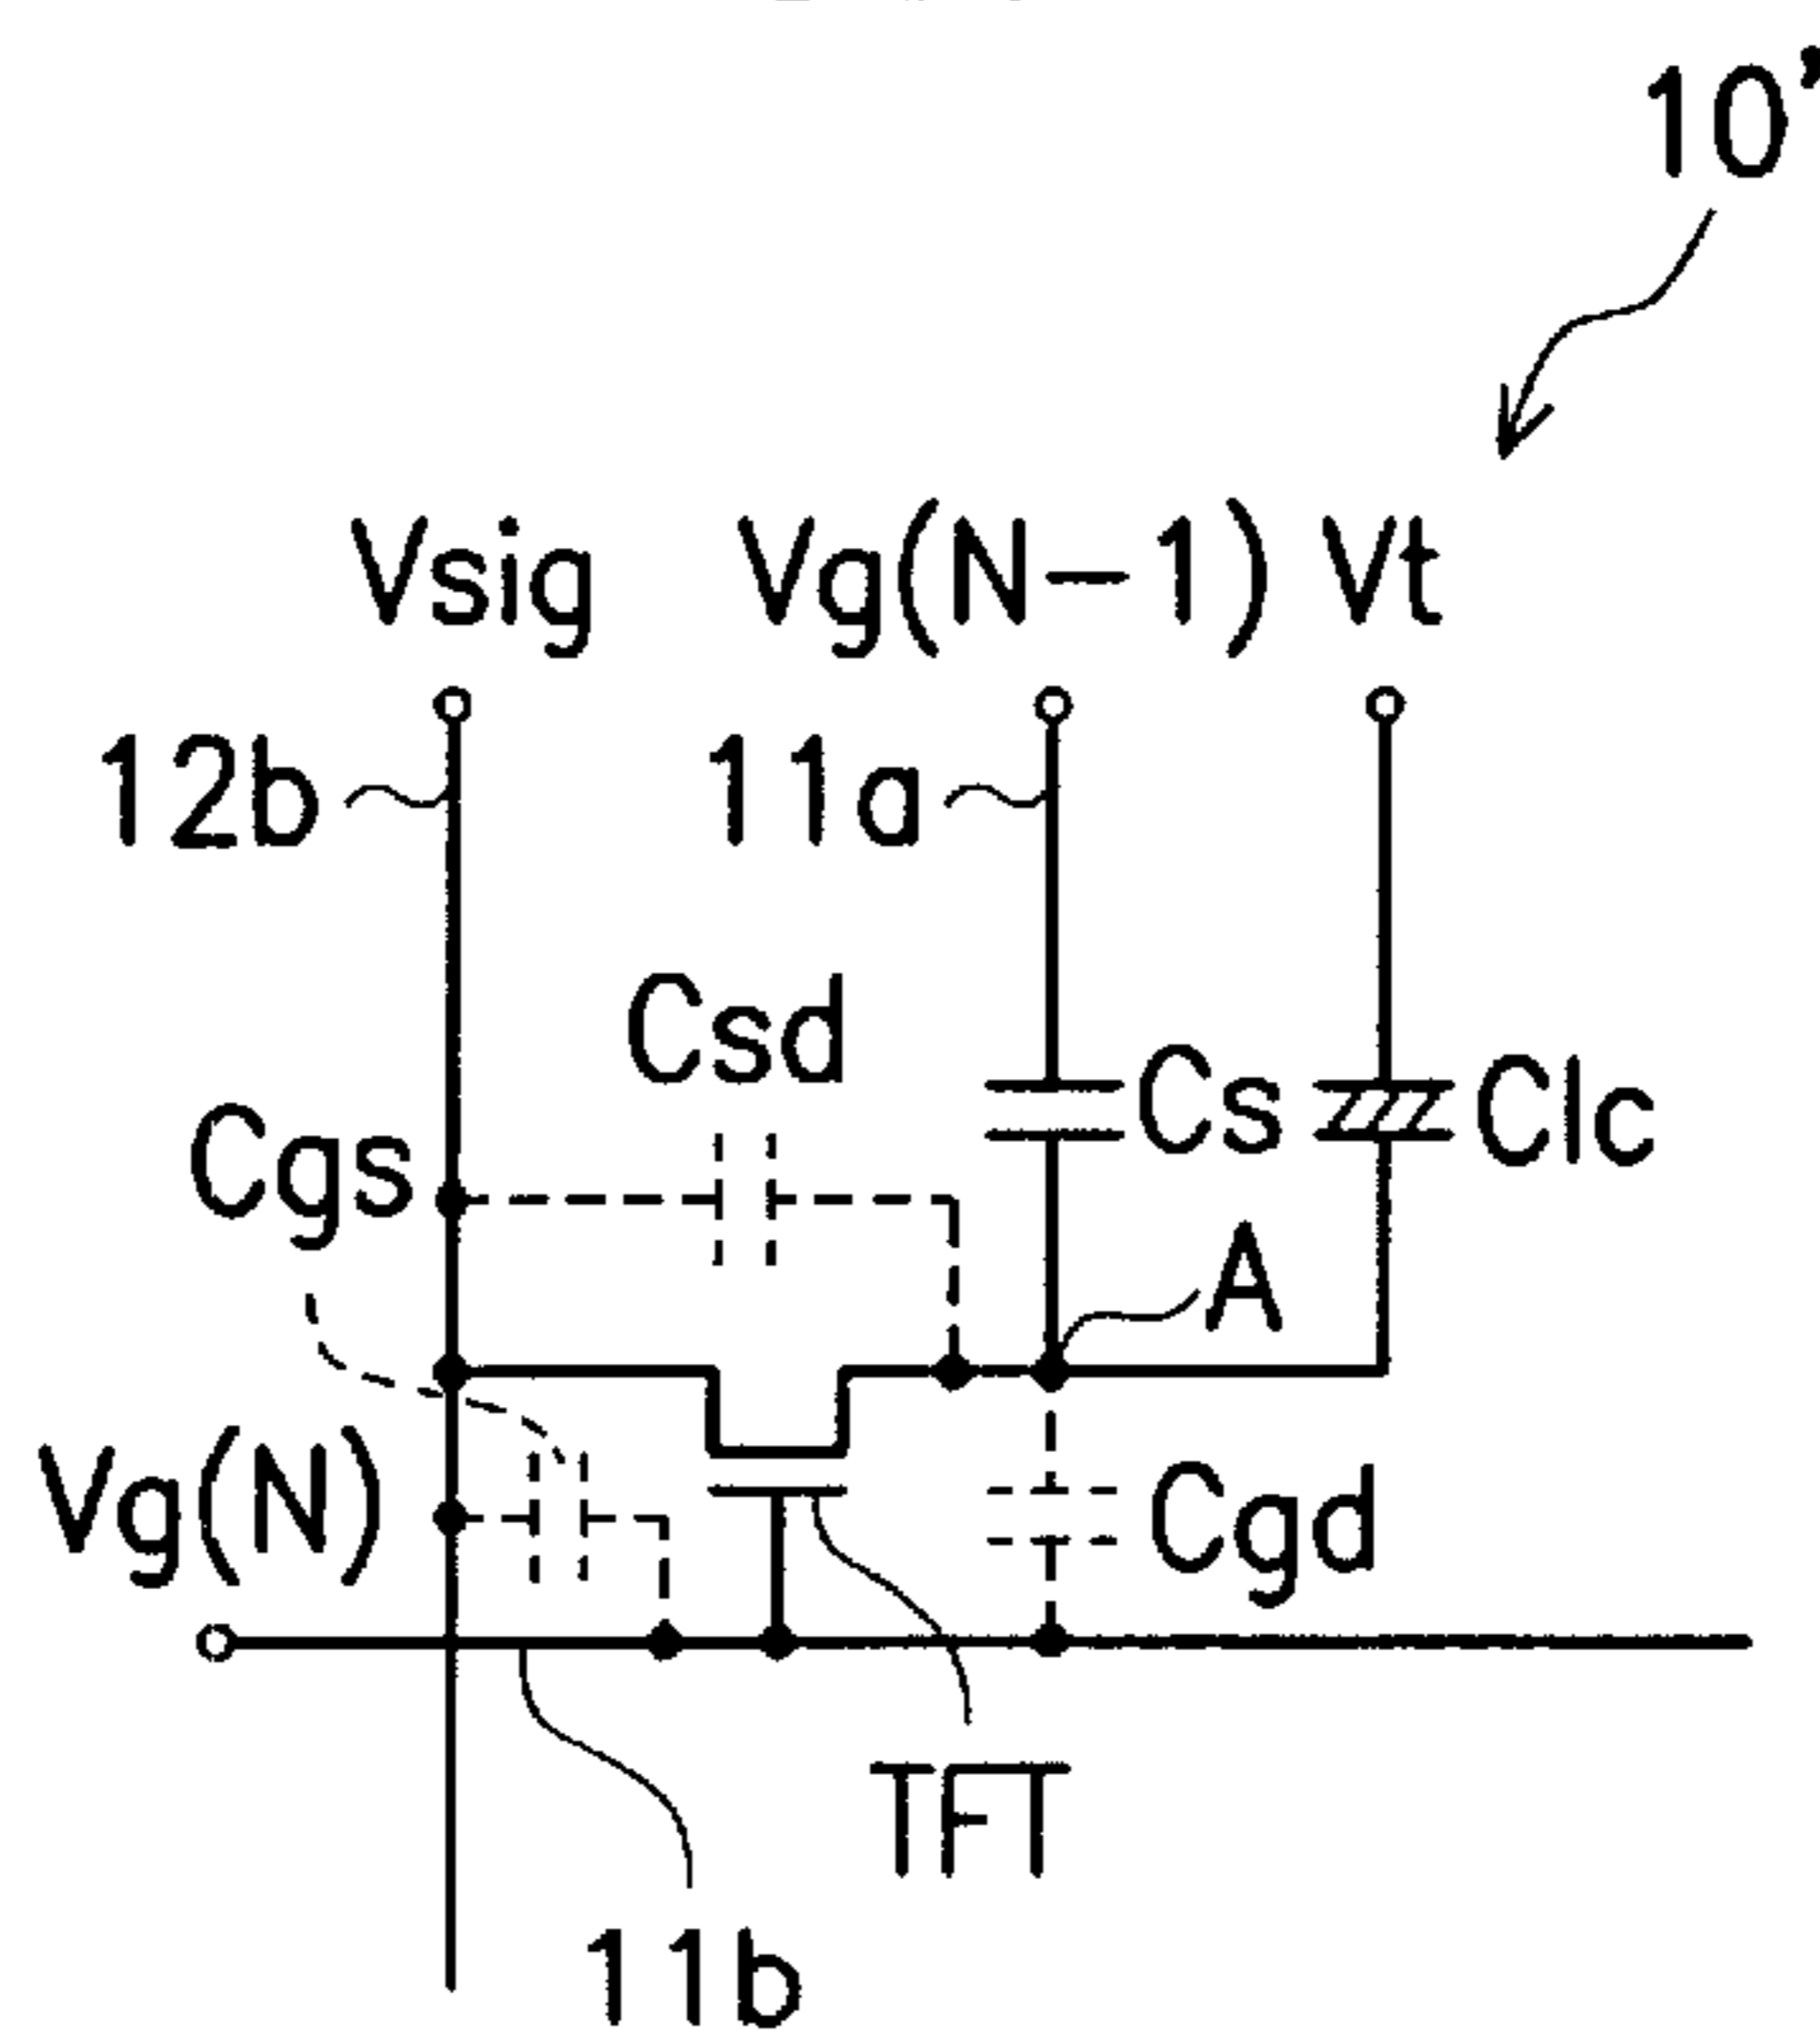 10'
Vsig Vg(N-1) Vt
12b 11a
Csd
Cs Clc
Cgs
A
Vg(N)
Cgd
TFT
11b